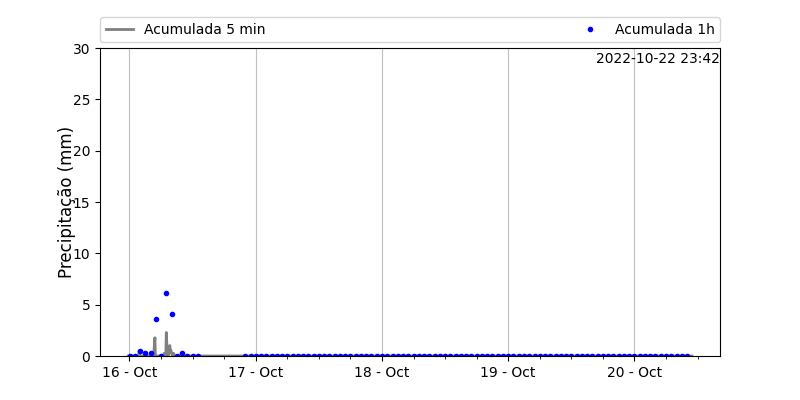 Acumulada 5 min
Acumulada 1h
2022-10-22 23:42
Precipitação (mm)
30
25
20
15
10
5
0
16 - Oct
17 - Oct
18 - Oct
19 - Oct
20 - Oct